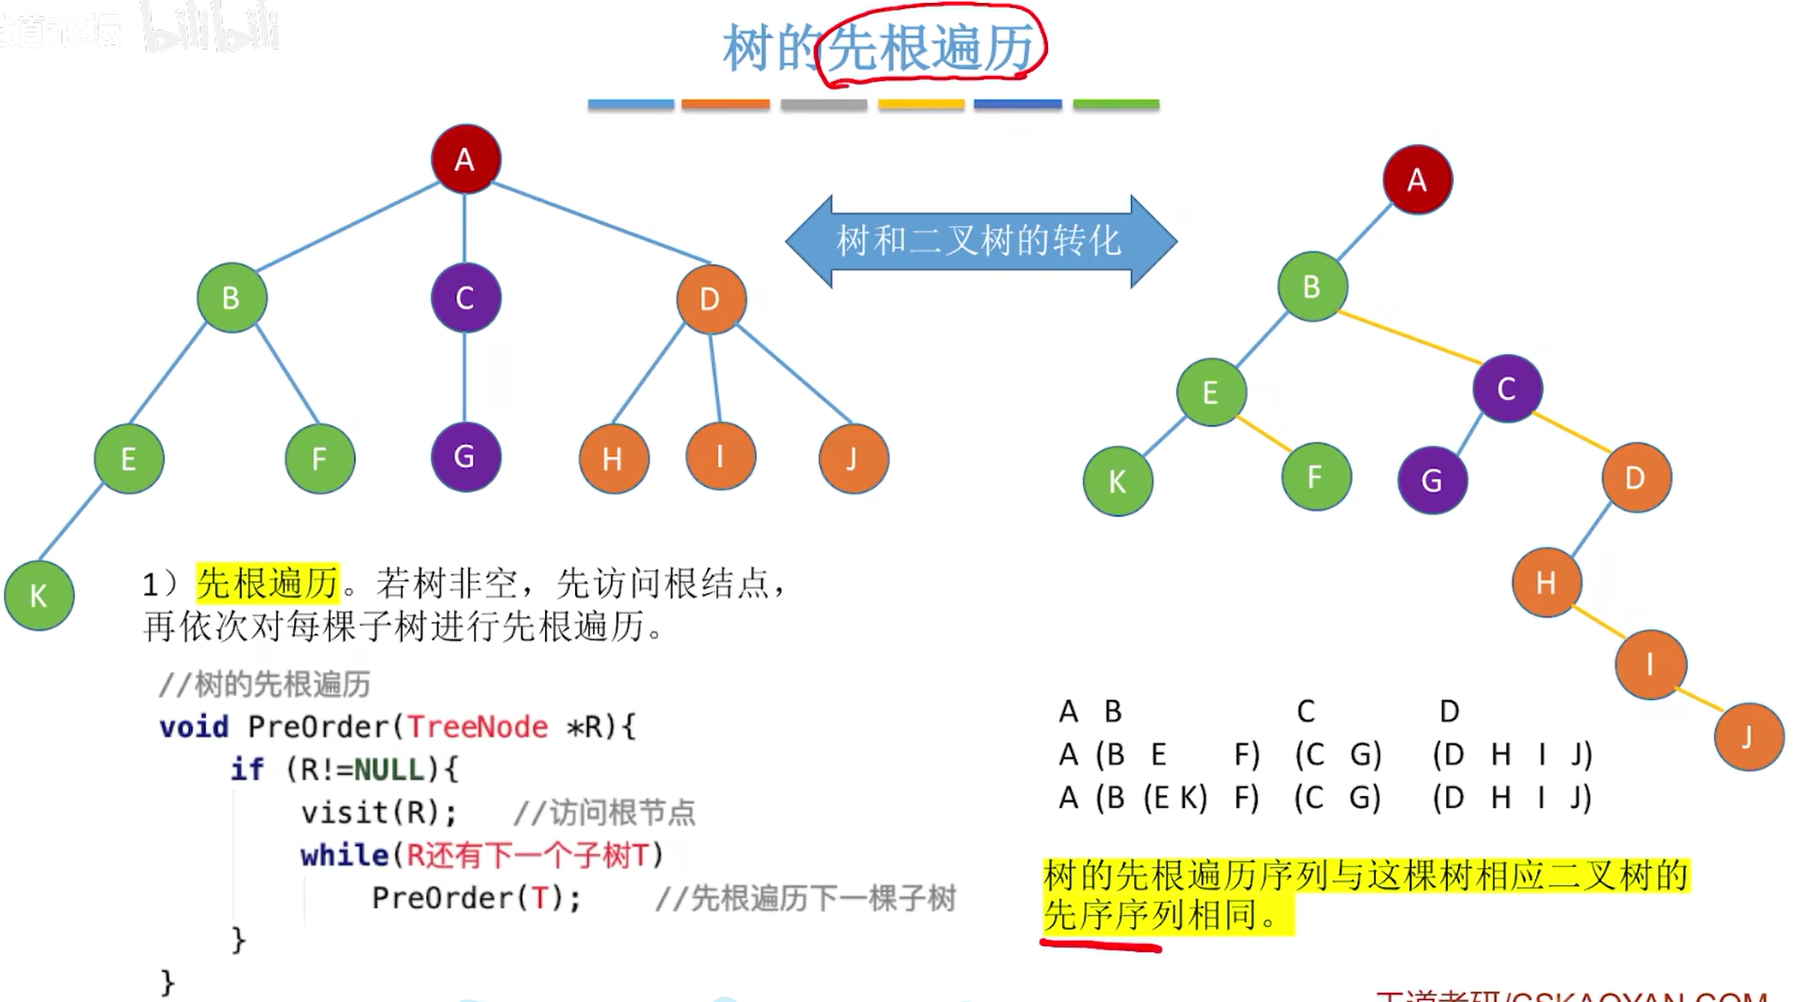 bilibili
树的先根遍历
A
B C D
E F G H I J
K
树和二叉树的转化
A
B
E C
K F G D
H
I
J
1）先根遍历。若树非空，先访问根结点，
再依次对每棵子树进行先根遍历。
//树的先根遍历
void PreOrder(TreeNode *R){
if (R!=NULL){
visit(R); //访问根节点
while(R还有下一个子树T)
PreOrder(T); //先根遍历下一棵子树
}
}
A B C D
A (B E F) (C G) (D H I J)
A (B (E K) F) (C G) (D H I J)
树的先根遍历序列与这棵树相应二叉树的
先序序列相同。
王道考研/CSKAOYAN.COM